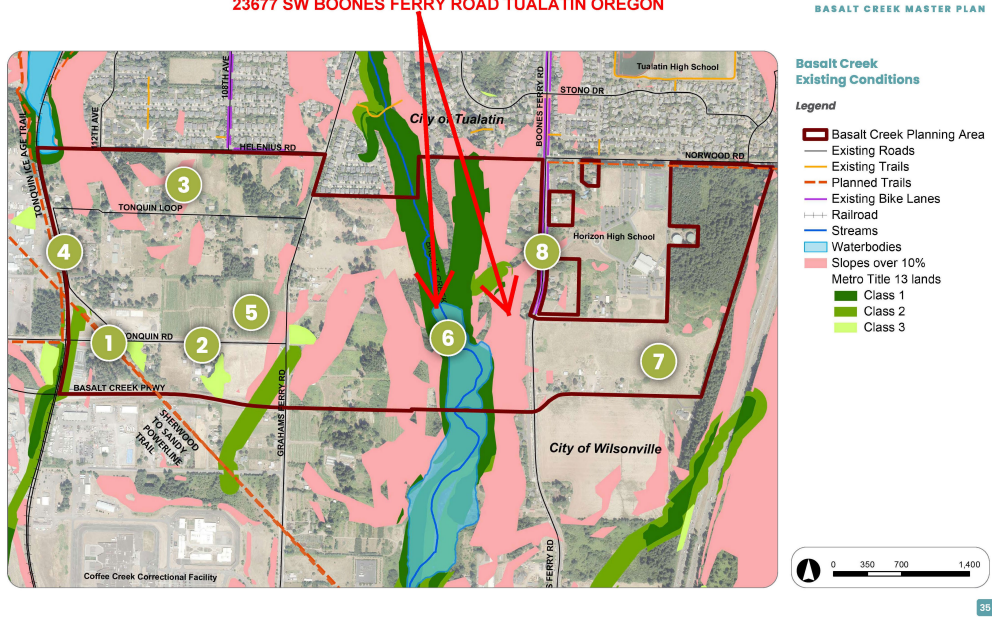 23677 SW BOONES FERRY ROAD TUALATIN OREGON
BASALT CREEK MASTER PLAN
Basalt Creek
Existing Conditions
Legend
Basalt Creek Planning Area
Existing Roads
Existing Trails
Planned Trails
Existing Bike Lanes
Railroad
Streams
Waterbodies
Slopes over 10%
Metro Title 13 lands
Class 1
Class 2
Class 3
Tualatin High School
STONO DR
108TH AVE
BOONES FERRY RD
12TH AVE
TONQUIN ICE AGE TRAIL
City of Tualatin
HELENIUS RD
NORWOOD RD
3
TONQUIN LOOP
Horizon High School
4
8
5
6
1
ONQUIN RD
2
7
BASALT CREEK PKWY
GRAHAMS FERRY RD
SHERWOOD
TO SANDY
POWERLINE
TRAIL
City of Wilsonville
S FERRY RD
Coffee Creek Correctional Facility
0 350 700 1,400
35